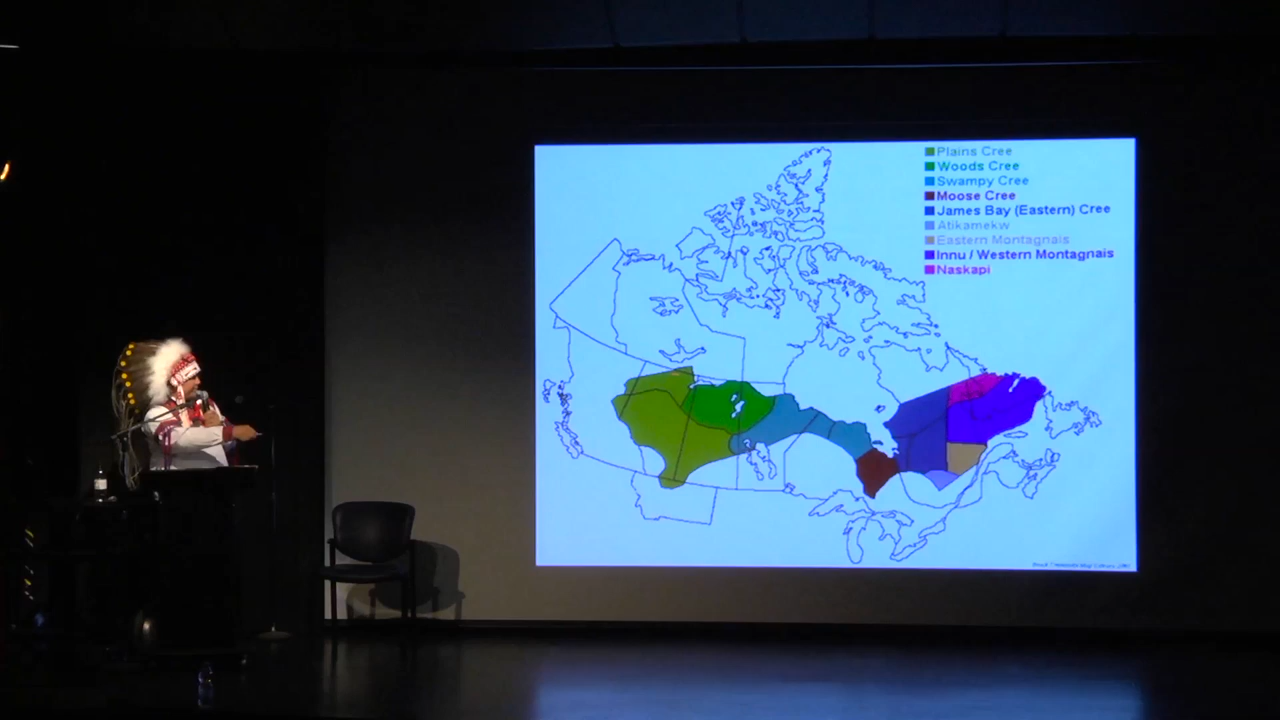 Plains Cree
Woods Cree
Swampy Cree
Moose Cree
James Bay (Eastern) Cree
Atikamekw
Eastern Montagnais
Innu / Western Montagnais
Naskapi